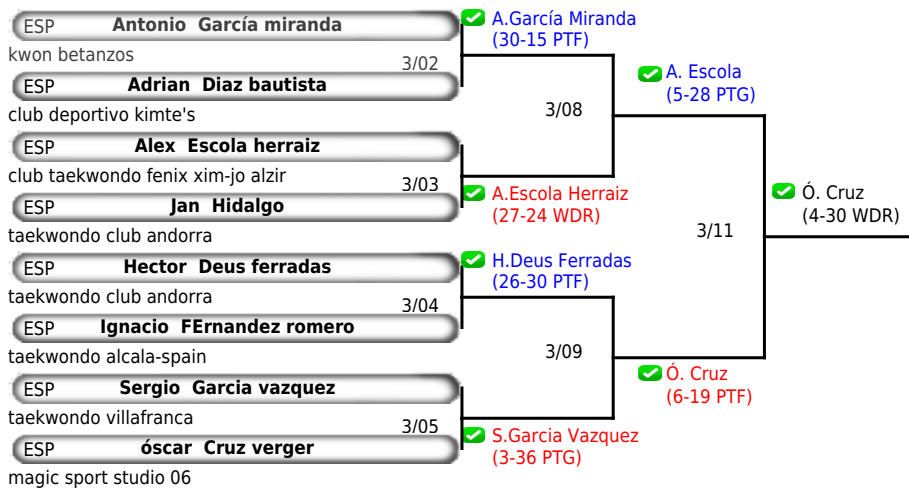 ESP Antonio García miranda
kwon betanzos
3/02
ESP Adrian Diaz bautista
club deportivo kimte's
ESP Alex Escola herraiz
club taekwondo fenix xim-jo alzir
3/03
ESP Jan Hidalgo
taekwondo club andorra
ESP Hector Deus ferradas
taekwondo club andorra
3/04
ESP Ignacio FErnandez romero
taekwondo alcala-spain
ESP Sergio Garcia vazquez
taekwondo villafranca
3/05
ESP óscar Cruz verger
magic sport studio 06
A.García Miranda
(30-15 PTF)
3/08
A.Escola Herraiz
(27-24 WDR)
H.Deus Ferradas
(26-30 PTF)
3/09
S.Garcia Vazquez
(3-36 PTG)
A. Escola
(5-28 PTG)
3/11
Ó. Cruz
(6-19 PTF)
Ó. Cruz
(4-30 WDR)